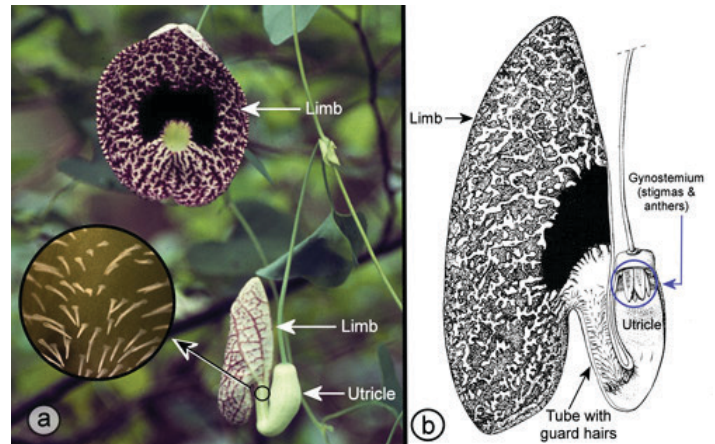 Limb
Limb
Utricle
a
Limb
Gynostemium
(stigmas &
anthers)
Utricle
Tube with
guard hairs
b